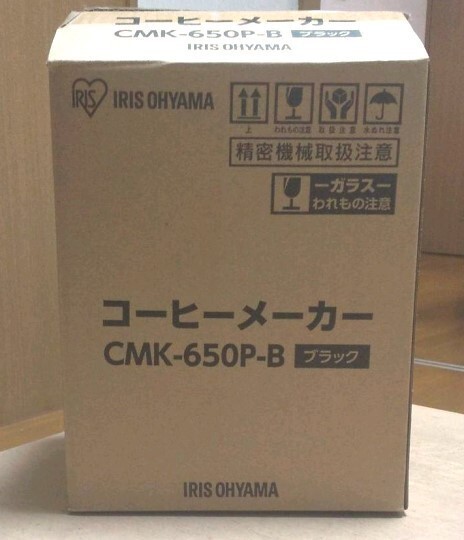 コーヒーメーカー
CMK-650P-B ブラック
IRIS OHYAMA
IRIS IRIS OHYAMA
上 われもの注意 取扱注意 水ぬれ注意
精密機械取扱注意
ーガラスー
われもの注意
コーヒーメーカー
CMK-650P-B ブラック
IRIS OHYAMA